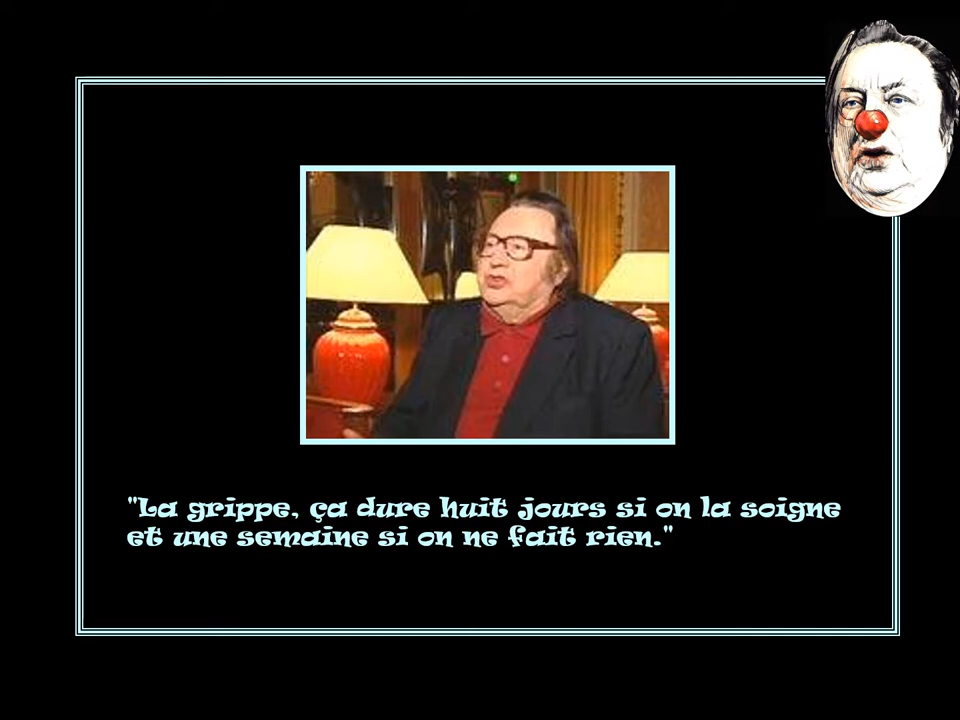 "La grippe, ça dure huit jours si on la soigne
et une semaine si on ne fait rien."